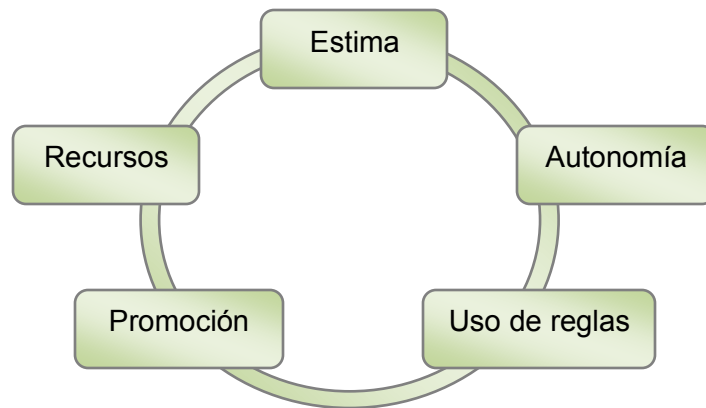 Estima
Recursos
Autonomía
Promoción
Uso de reglas